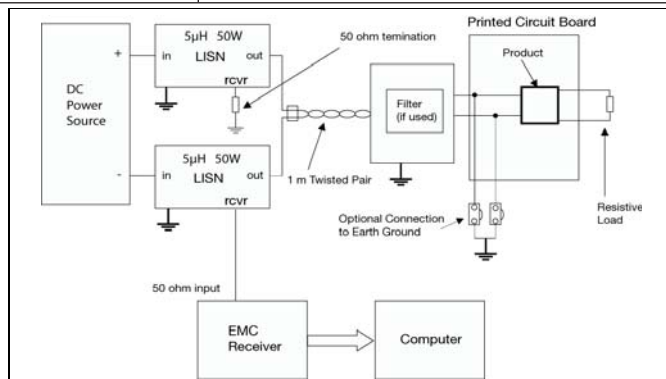 Printed Circuit Board
5µH 50W
LISN
in
out
rcvr
50 ohm temination
Product
+
DC
Power
Source
Filter
(if used)
5µH 50W
LISN
-
in
out
rcvr
1 m Twisted Pair
Optional Connection
to Earth Ground
Resistive
Load
50 ohm input
EMC
Receiver
Computer